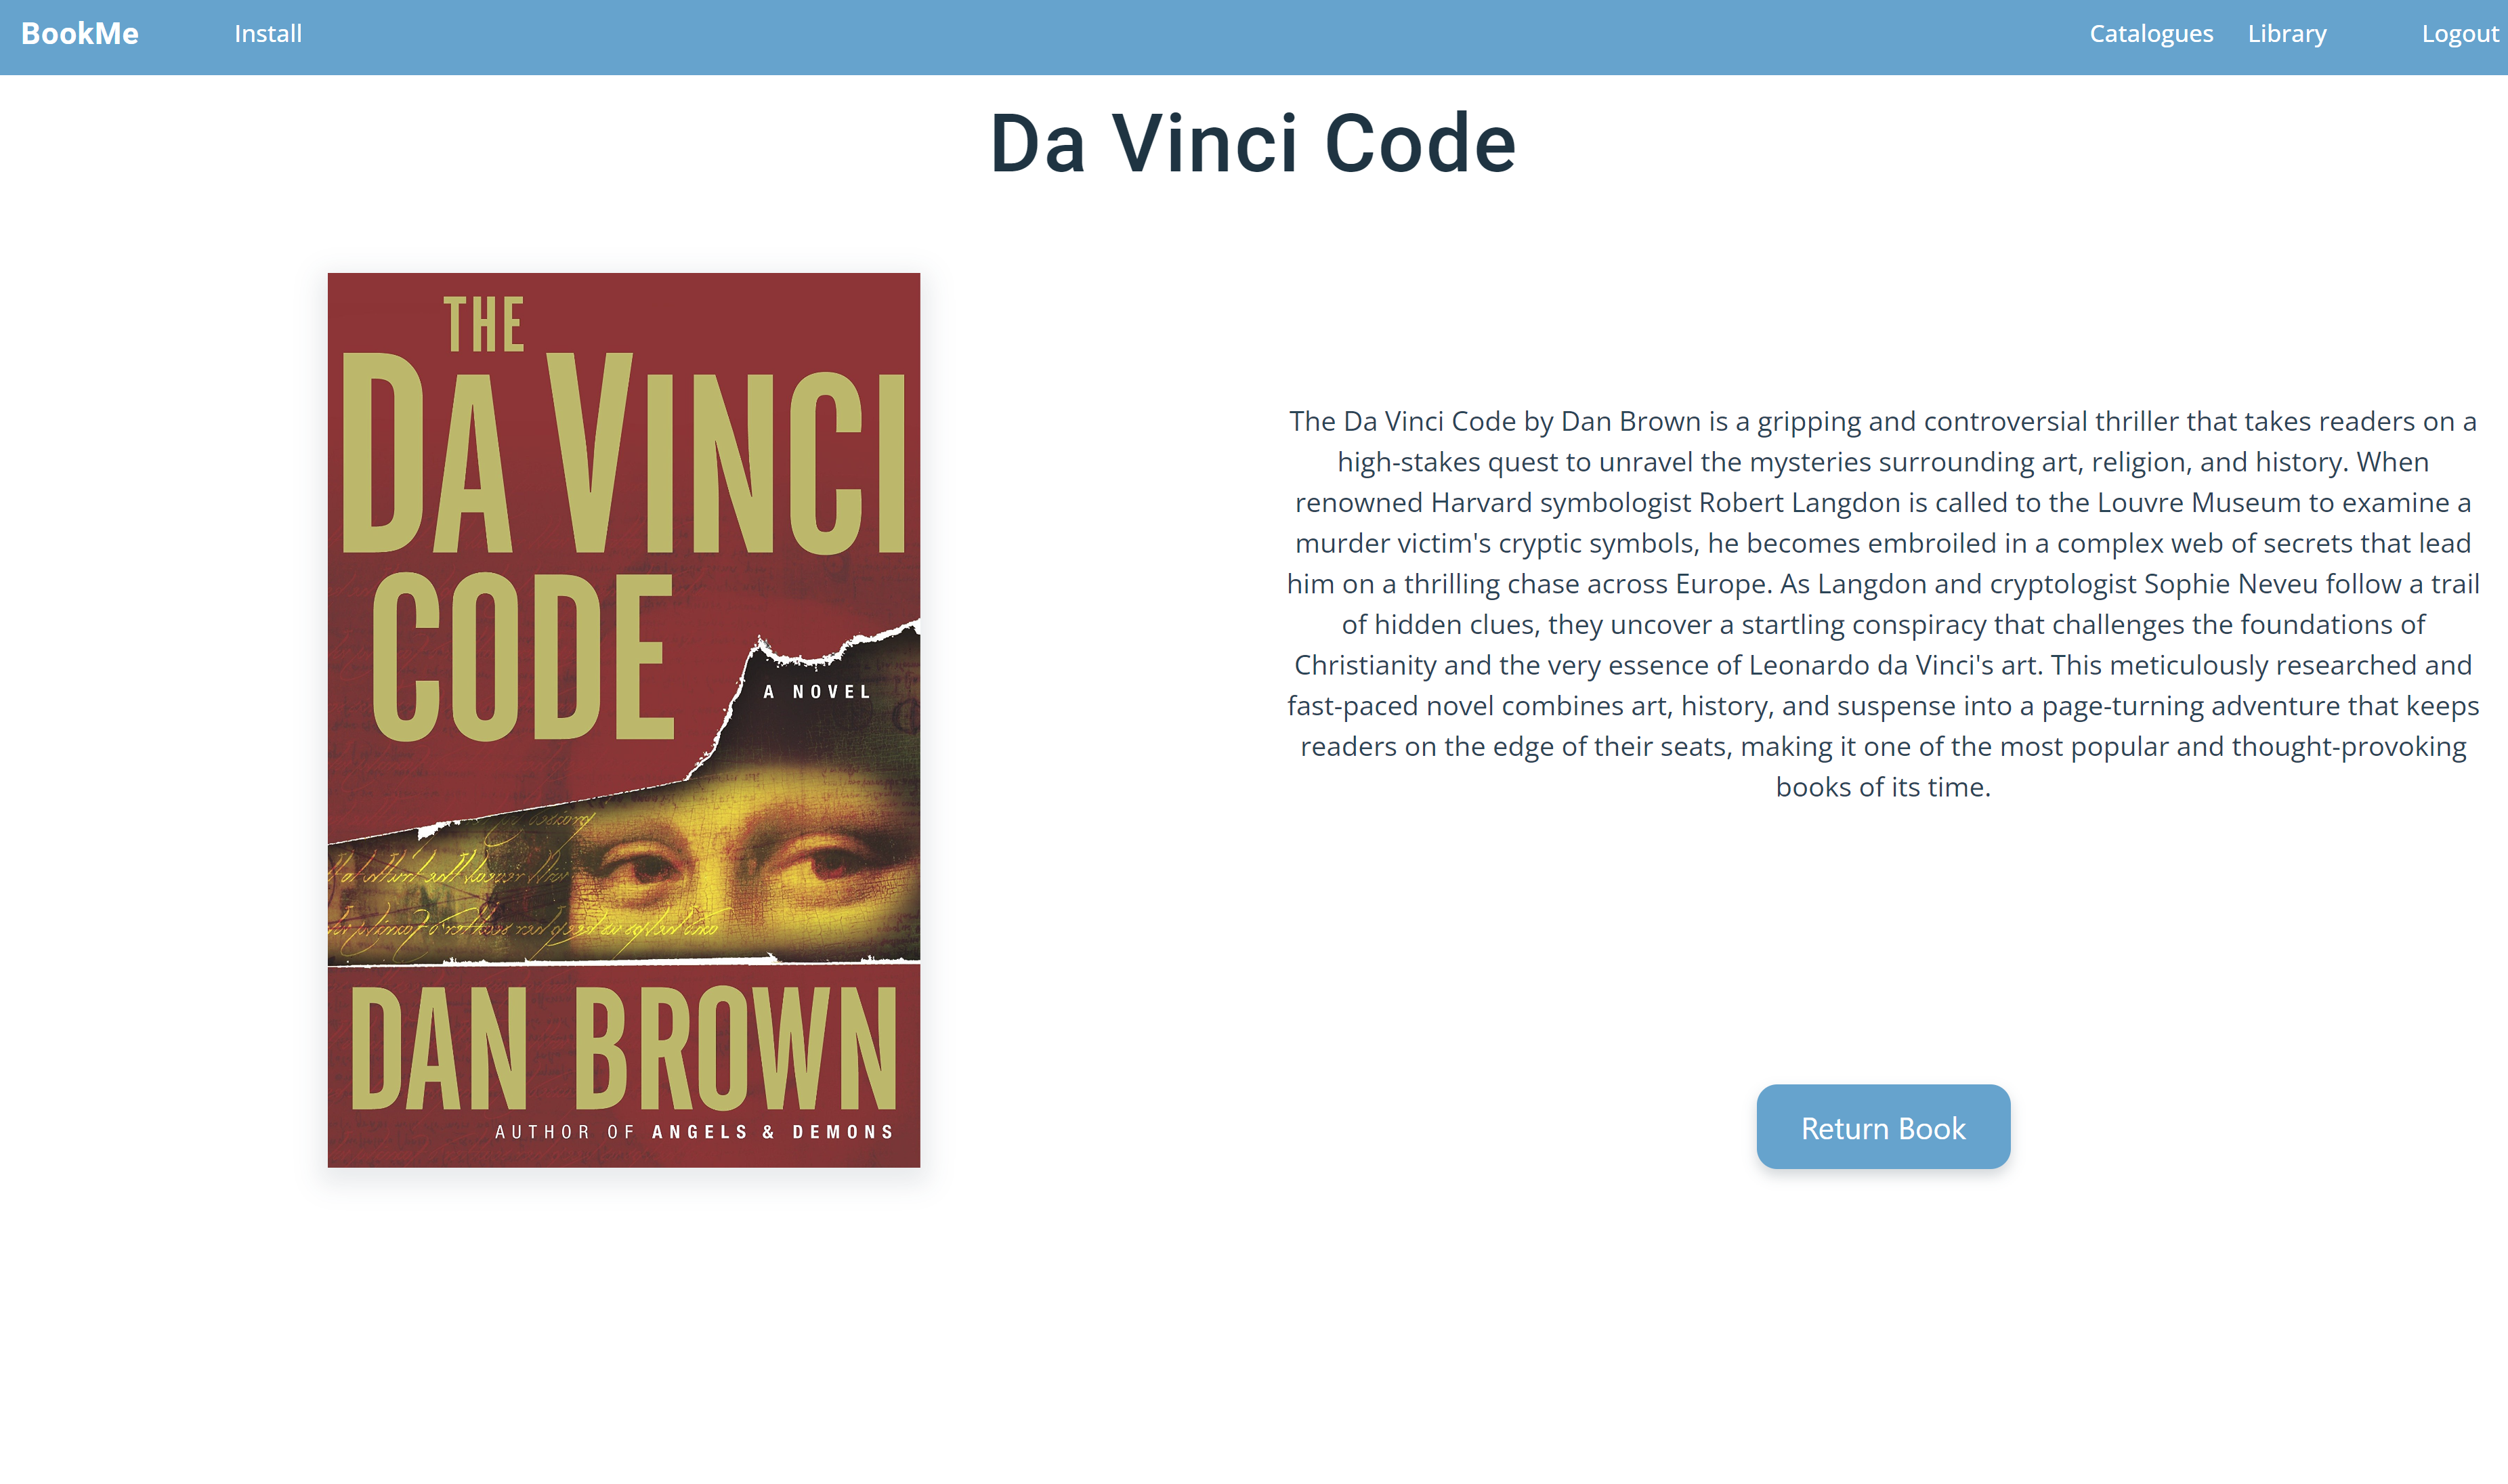 BookMe
Install
Catalogues
Library
Logout
Da Vinci Code
THE
DA VINCI
CODE
A NOVEL
DAN BROWN
AUTHOR OF ANGELS & DEMONS
The Da Vinci Code by Dan Brown is a gripping and controversial thriller that takes readers on a
high-stakes quest to unravel the mysteries surrounding art, religion, and history. When
renowned Harvard symbologist Robert Langdon is called to the Louvre Museum to examine a
murder victim's cryptic symbols, he becomes embroiled in a complex web of secrets that lead
him on a thrilling chase across Europe. As Langdon and cryptologist Sophie Neveu follow a trail
of hidden clues, they uncover a startling conspiracy that challenges the foundations of
Christianity and the very essence of Leonardo da Vinci's art. This meticulously researched and
fast-paced novel combines art, history, and suspense into a page-turning adventure that keeps
readers on the edge of their seats, making it one of the most popular and thought-provoking
books of its time.
Return Book